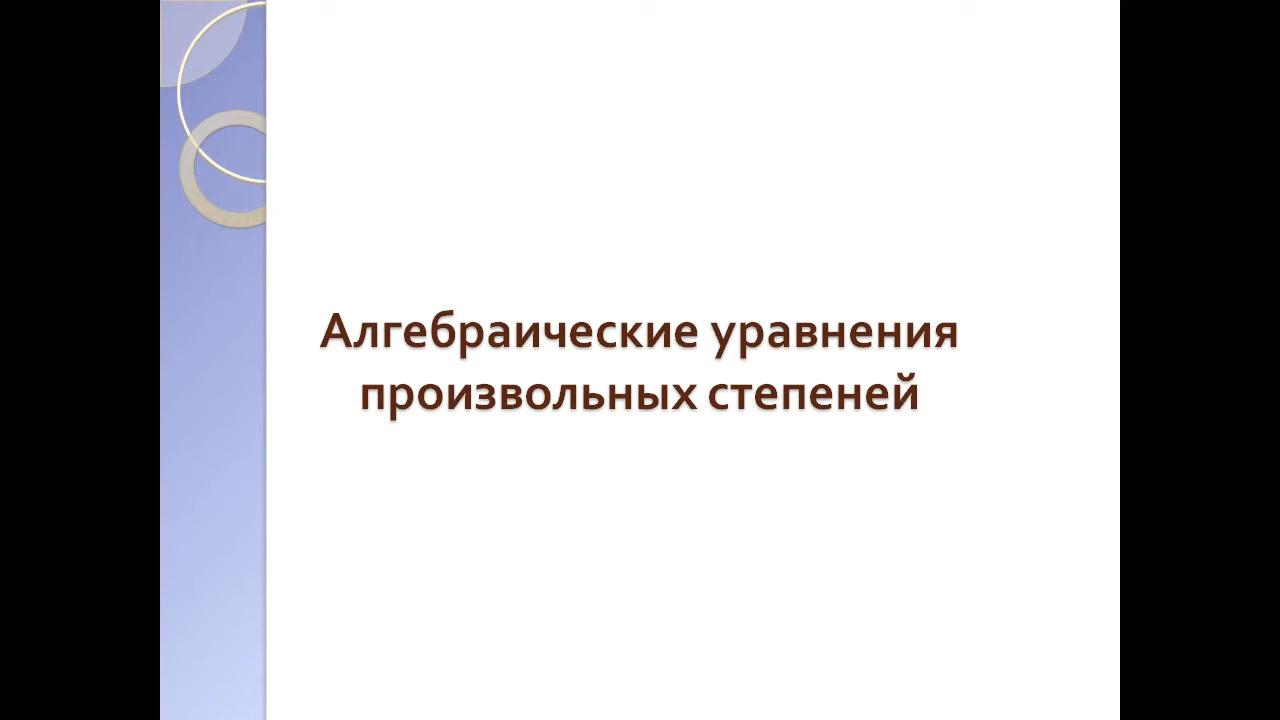 Алгебраические уравнения
произвольных степеней